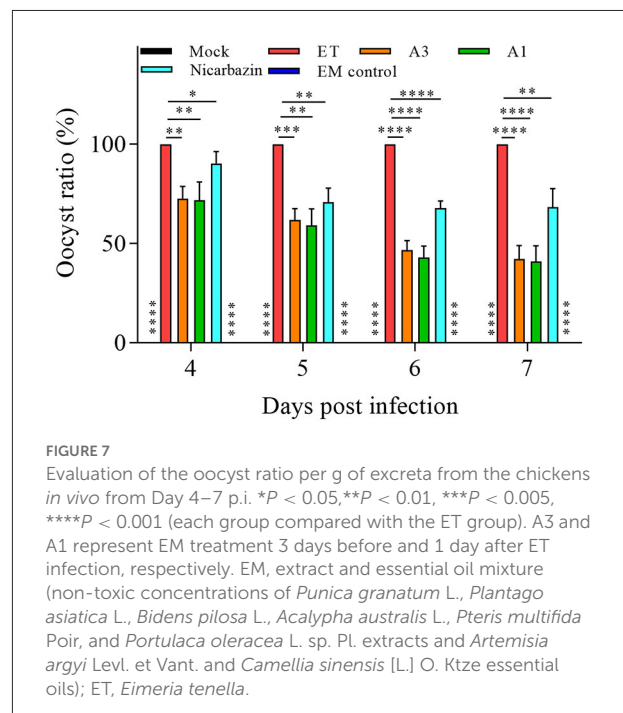 Mock ET A3 A1
Nicarbazin EM control
* ** ** ****  **
** ** **** ****
** *** **** ****
Oocyst ratio (%)
100
50
0
**** **** **** **** **** **** **** ****
4 5 6 7
Days post infection
FIGURE 7
Evaluation of the oocyst ratio per g of excreta from the chickens
in vivo from Day 4–7 p.i. *P < 0.05,**P < 0.01, ***P < 0.005,
****P < 0.001 (each group compared with the ET group). A3 and
A1 represent EM treatment 3 days before and 1 day after ET
infection, respectively. EM, extract and essential oil mixture
(non-toxic concentrations of Punica granatum L., Plantago
asiatica L., Bidens pilosa L., Acalypha australis L., Pteris multifida
Poir, and Portulaca oleracea L. sp. Pl. extracts and Artemisia
argyi Levl. et Vant. and Camellia sinensis [L.] O. Ktze essential
oils); ET, Eimeria tenella.